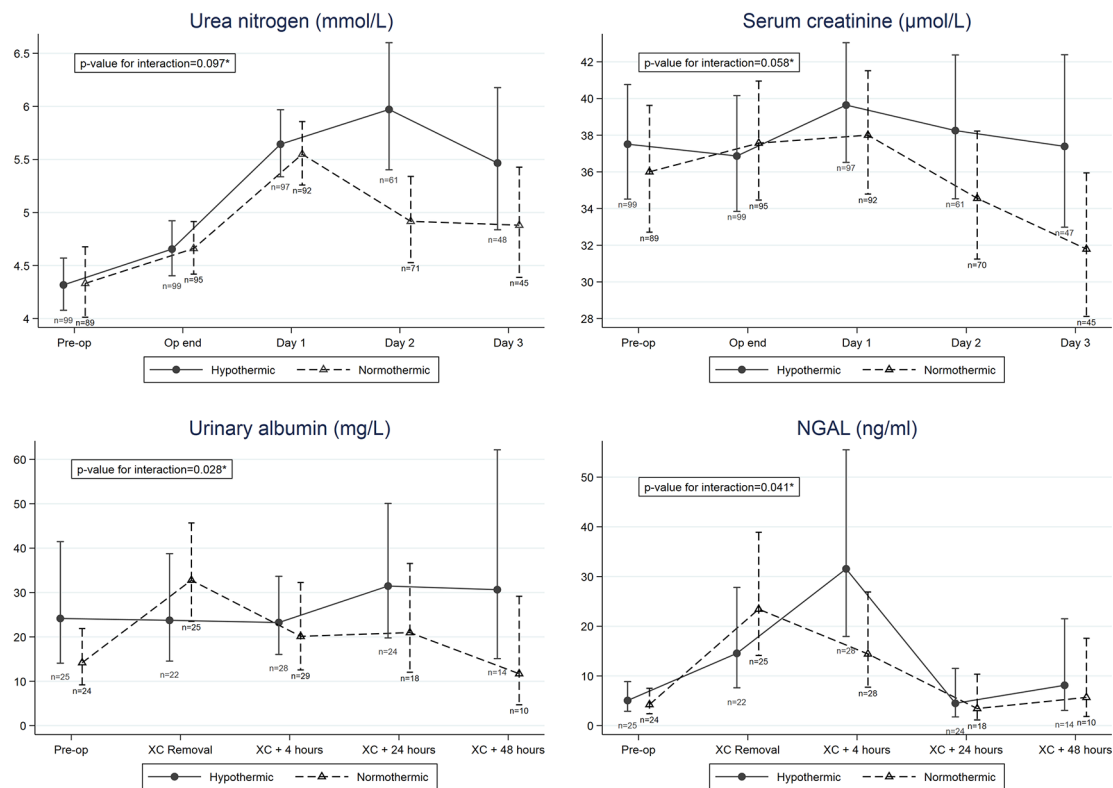 Urea nitrogen (mmol/L)
p-value for interaction=0.097*
6.5
6
5.5
5
4.5
4
n=99
n=89
n=99
n=95
n=97
n=92
n=61
n=71
n=48
n=45
Pre-op Op end Day 1 Day 2 Day 3
Hypothermic Normothermic
Serum creatinine (µmol/L)
p-value for interaction=0.058*
42
40
38
36
34
32
30
28
n=99
n=89
n=99
n=95
n=97
n=92
n=61
n=70
n=47
n=45
Pre-op Op end Day 1 Day 2 Day 3
Hypothermic Normothermic
Urinary albumin (mg/L)
p-value for interaction=0.028*
60
50
40
30
20
10
0
n=25
n=24
n=22
n=25
n=28
n=29
n=24
n=18
n=14
n=10
Pre-op XC Removal XC + 4 hours XC + 24 hours XC + 48 hours
Hypothermic Normothermic
NGAL (ng/ml)
p-value for interaction=0.041*
50
40
30
20
10
0
n=25
n=24
n=22
n=25
n=28
n=28
n=24
n=18
n=14
n=10
Pre-op XC Removal XC + 4 hours XC + 24 hours XC + 48 hours
Hypothermic Normothermic